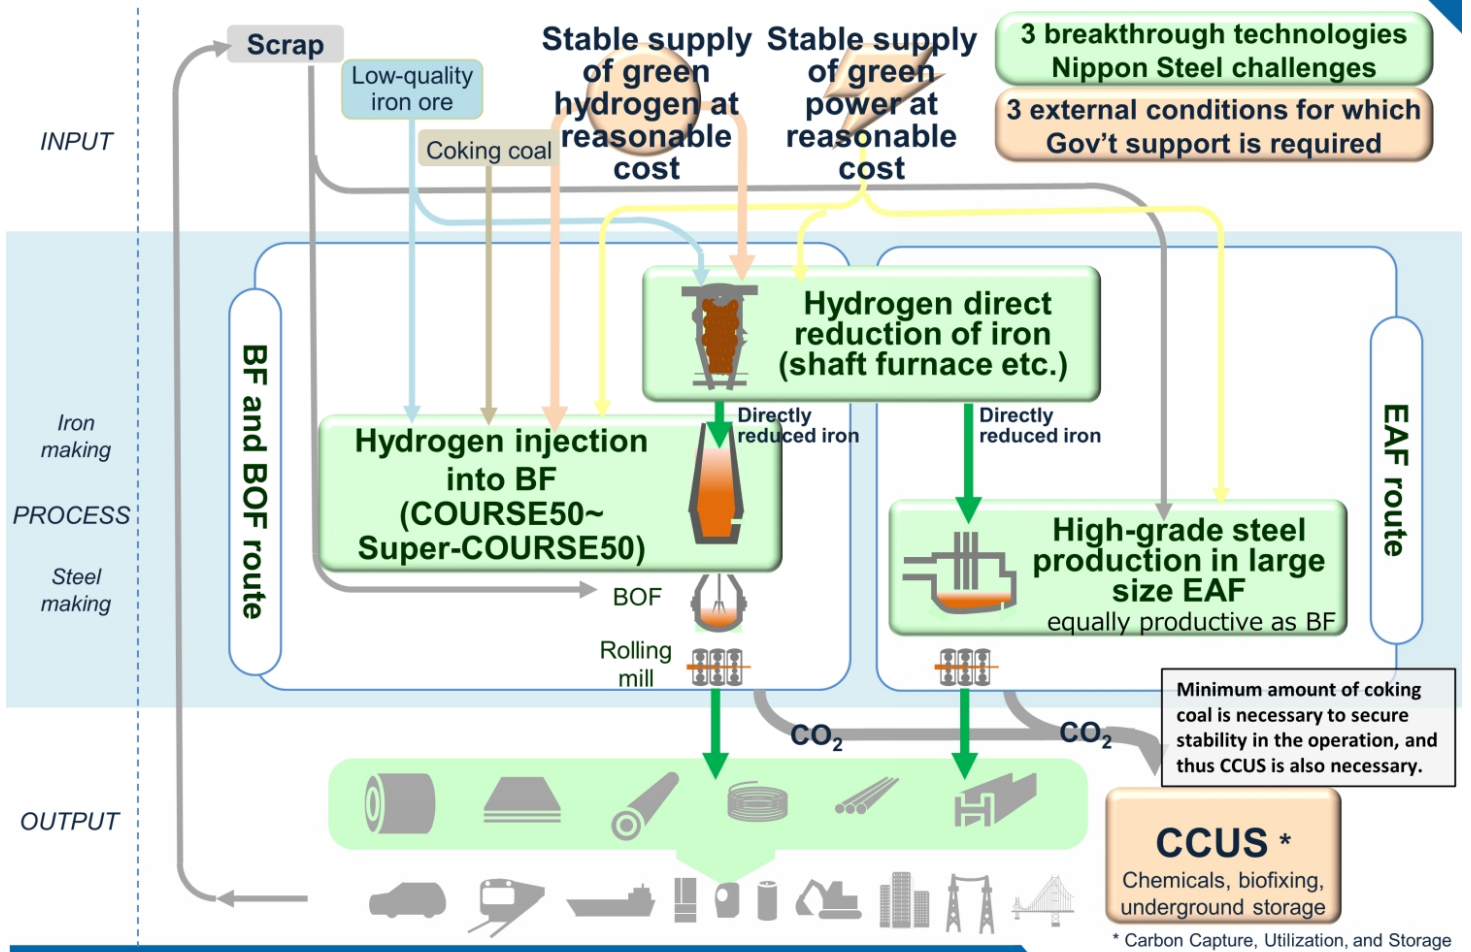 Scrap
Low-quality
iron ore
Coking coal
Stable supply
of green
hydrogen at
reasonable
cost
Stable supply
of green
power at
reasonable
cost
3 breakthrough technologies
Nippon Steel challenges
3 external conditions for which
Gov't support is required
INPUT
Hydrogen direct
reduction of iron
(shaft furnace etc.)
BF and BOF route
EAF route
Iron
making
PROCESS
Steel
making
Directly
reduced iron
Directly
reduced iron
Hydrogen injection
into BF
(COURSE50~
Super-COURSE50)
High-grade steel
production in large
size EAF
equally productive as BF
BOF
Rolling
mill
CO2
CO2
Minimum amount of coking
coal is necessary to secure
stability in the operation, and
thus CCUS is also necessary.
OUTPUT
CCUS *
Chemicals, biofixing,
underground storage
* Carbon Capture, Utilization, and Storage